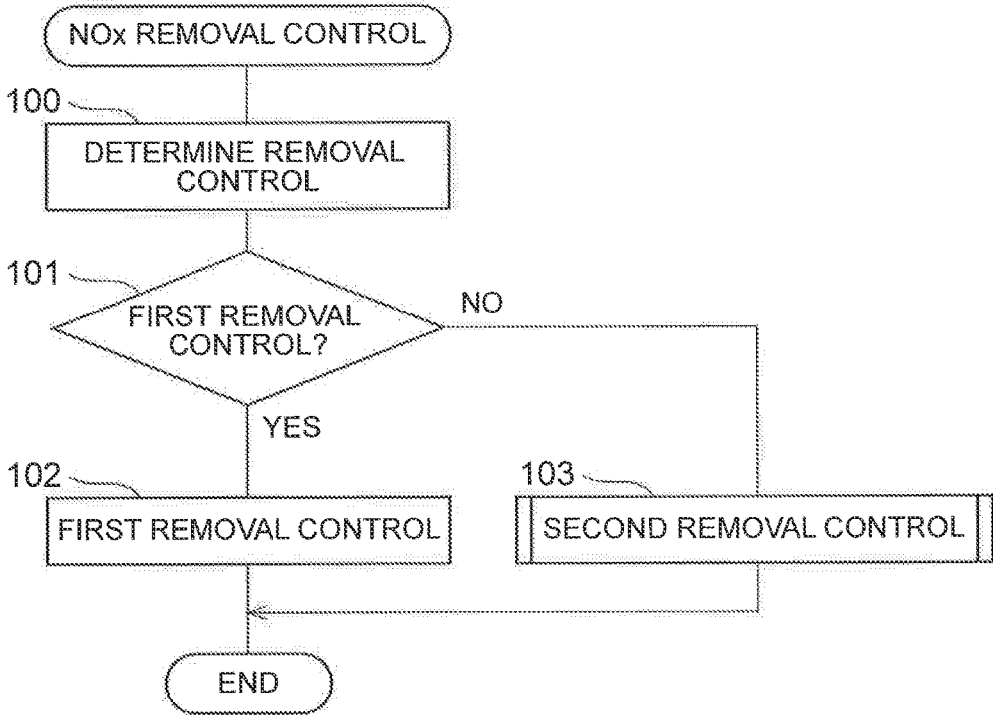 NOx REMOVAL CONTROL
100
DETERMINE REMOVAL
CONTROL
101
FIRST REMOVAL
CONTROL?
NO
YES
102
FIRST REMOVAL CONTROL
103
SECOND REMOVAL CONTROL
END